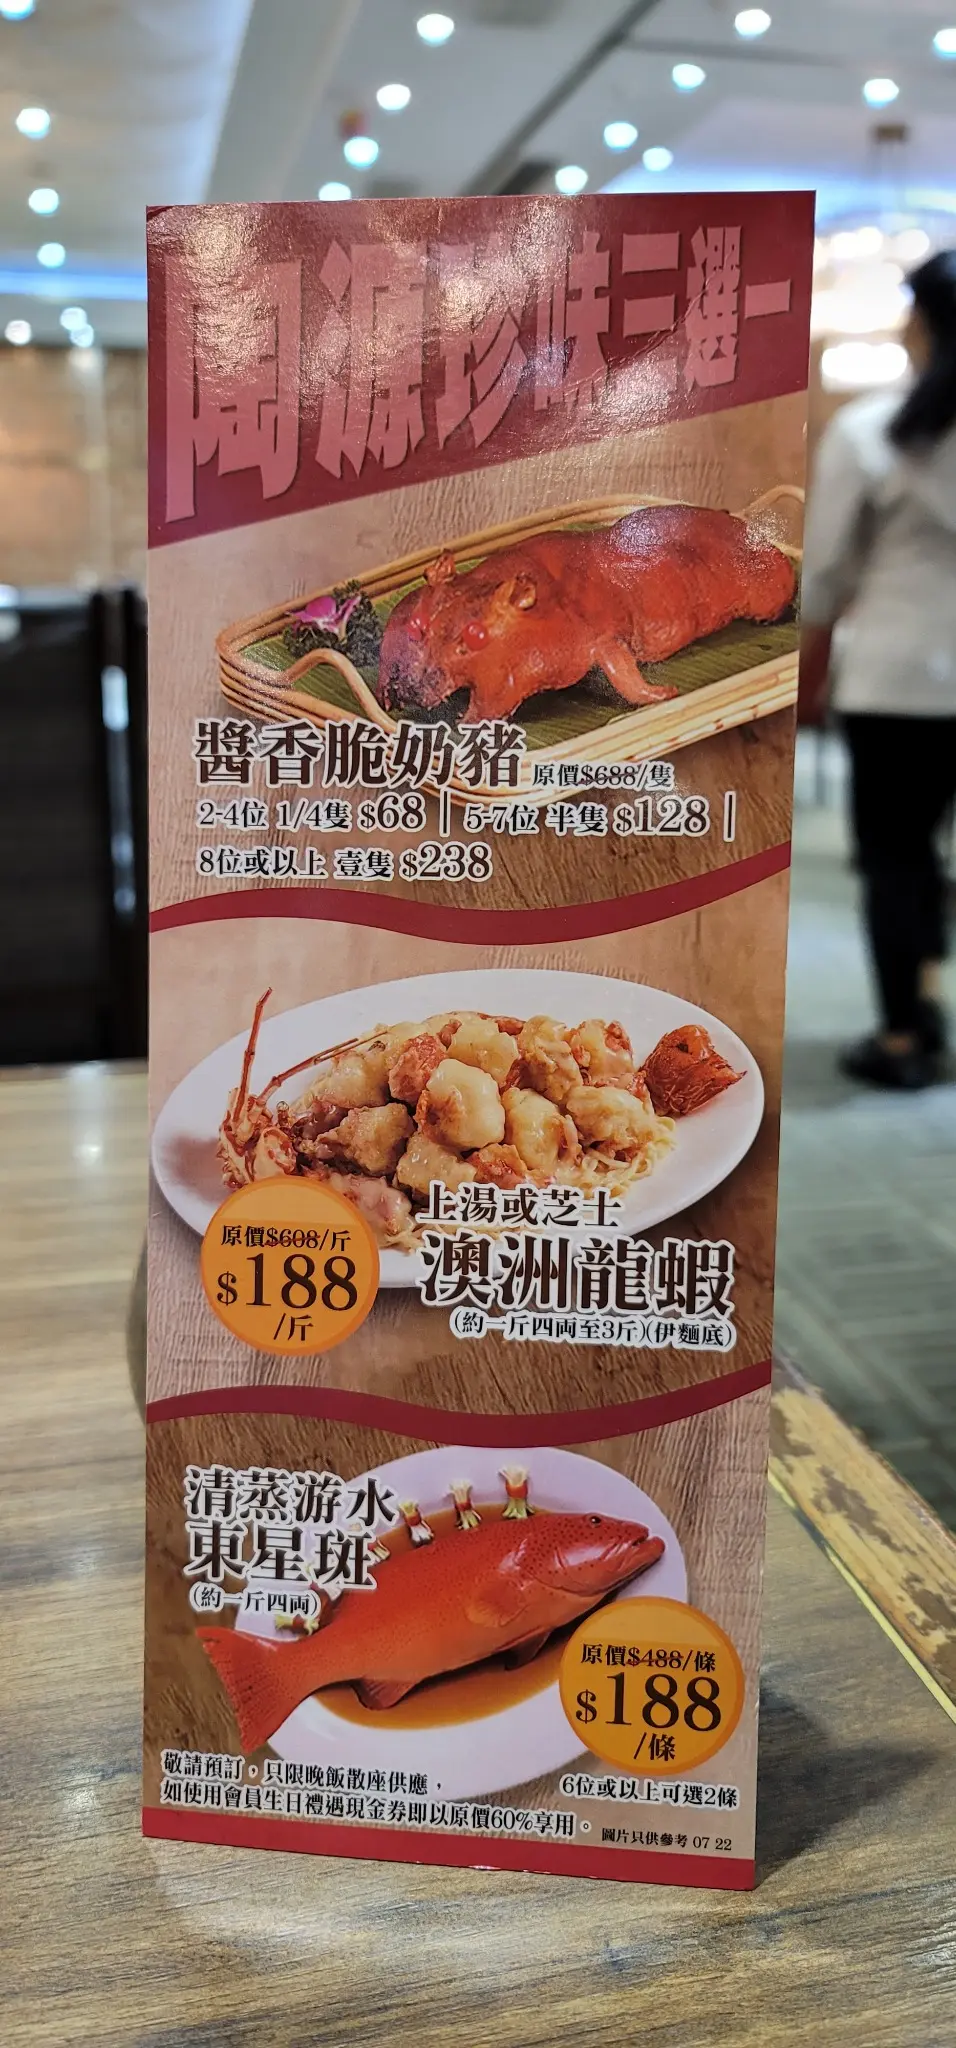 陶源珍味三選一
醬香脆奶豬 原價$688/隻
2-4位 1/4隻 $68 | 5-7位 半隻 $128 |
8位或以上 壹隻 $238
上湯或芝士
澳洲龍蝦
(約一斤四両至3斤)(伊麵底)
原價$608/斤
$188
/斤
清蒸游水
東星斑
(約一斤四両)
原價$488/條
$188
/條
6位或以上可選2條
敬請預訂，只限晚飯散座供應，
如使用會員生日禮遇現金券即以原價60%享用。
圖片只供參考 07 22